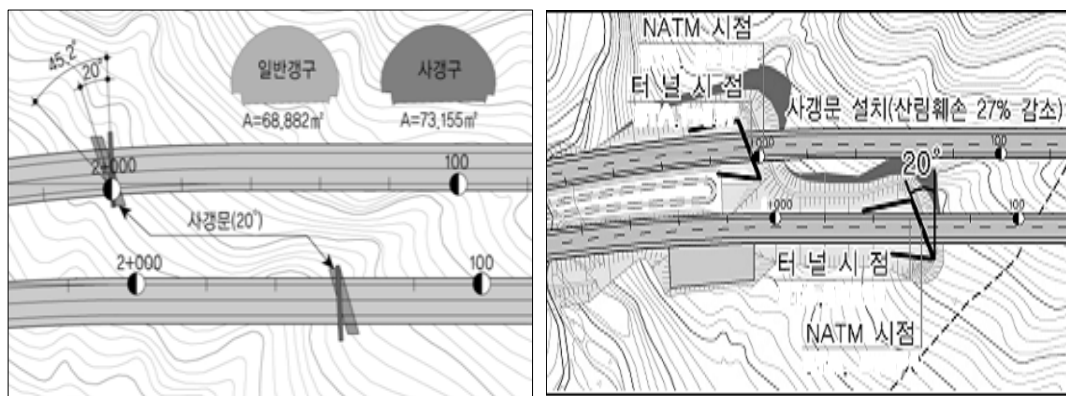 45.2°
20°
일반갱구
사갱구
A=68,882㎡
A=73,155㎡
2+000
100
사갱문(20°)
2+000
100
NATM 시점
터 널 시 점
사갱문 설치(산림훼손 27% 감소)
100
20°
100
터 널 시 점
NATM 시점